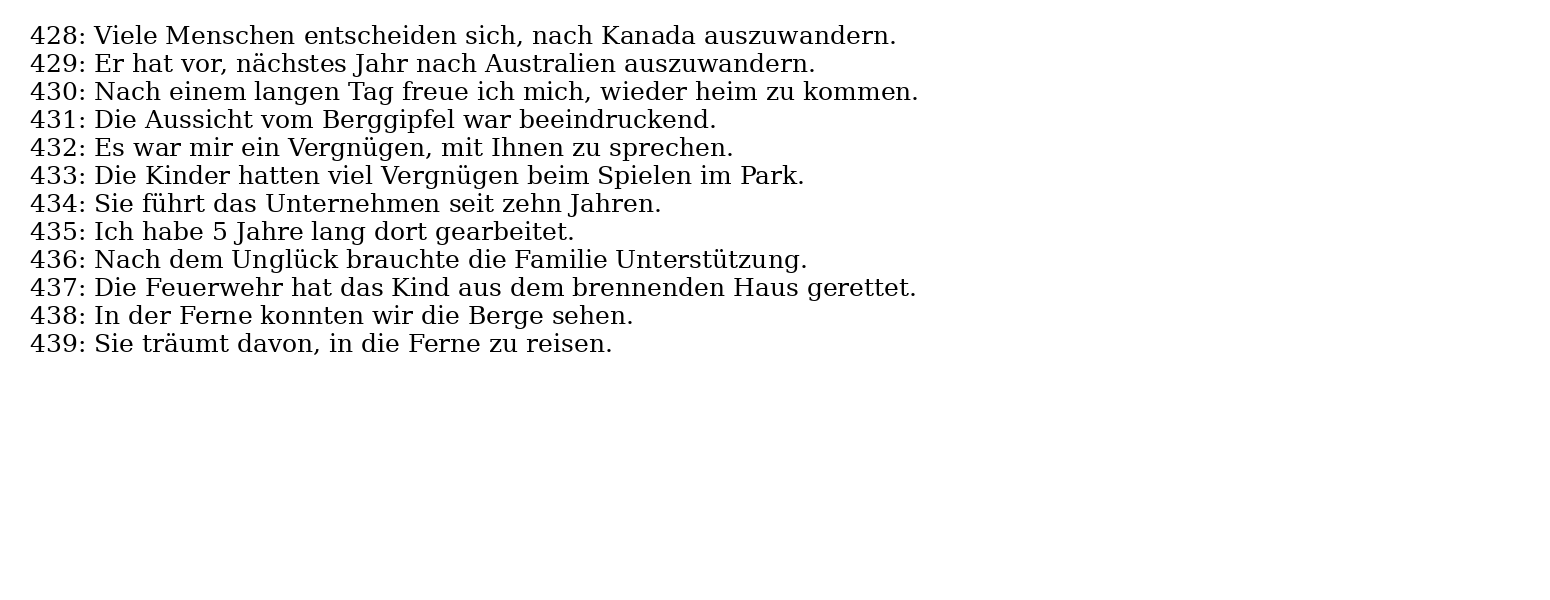 428: Viele Menschen entscheiden sich, nach Kanada auszuwandern.
429: Er hat vor, nächstes Jahr nach Australien auszuwandern.
430: Nach einem langen Tag freue ich mich, wieder heim zu kommen.
431: Die Aussicht vom Berggipfel war beeindruckend.
432: Es war mir ein Vergnügen, mit Ihnen zu sprechen.
433: Die Kinder hatten viel Vergnügen beim Spielen im Park.
434: Sie führt das Unternehmen seit zehn Jahren.
435: Ich habe 5 Jahre lang dort gearbeitet.
436: Nach dem Unglück brauchte die Familie Unterstützung.
437: Die Feuerwehr hat das Kind aus dem brennenden Haus gerettet.
438: In der Ferne konnten wir die Berge sehen.
439: Sie träumt davon, in die Ferne zu reisen.